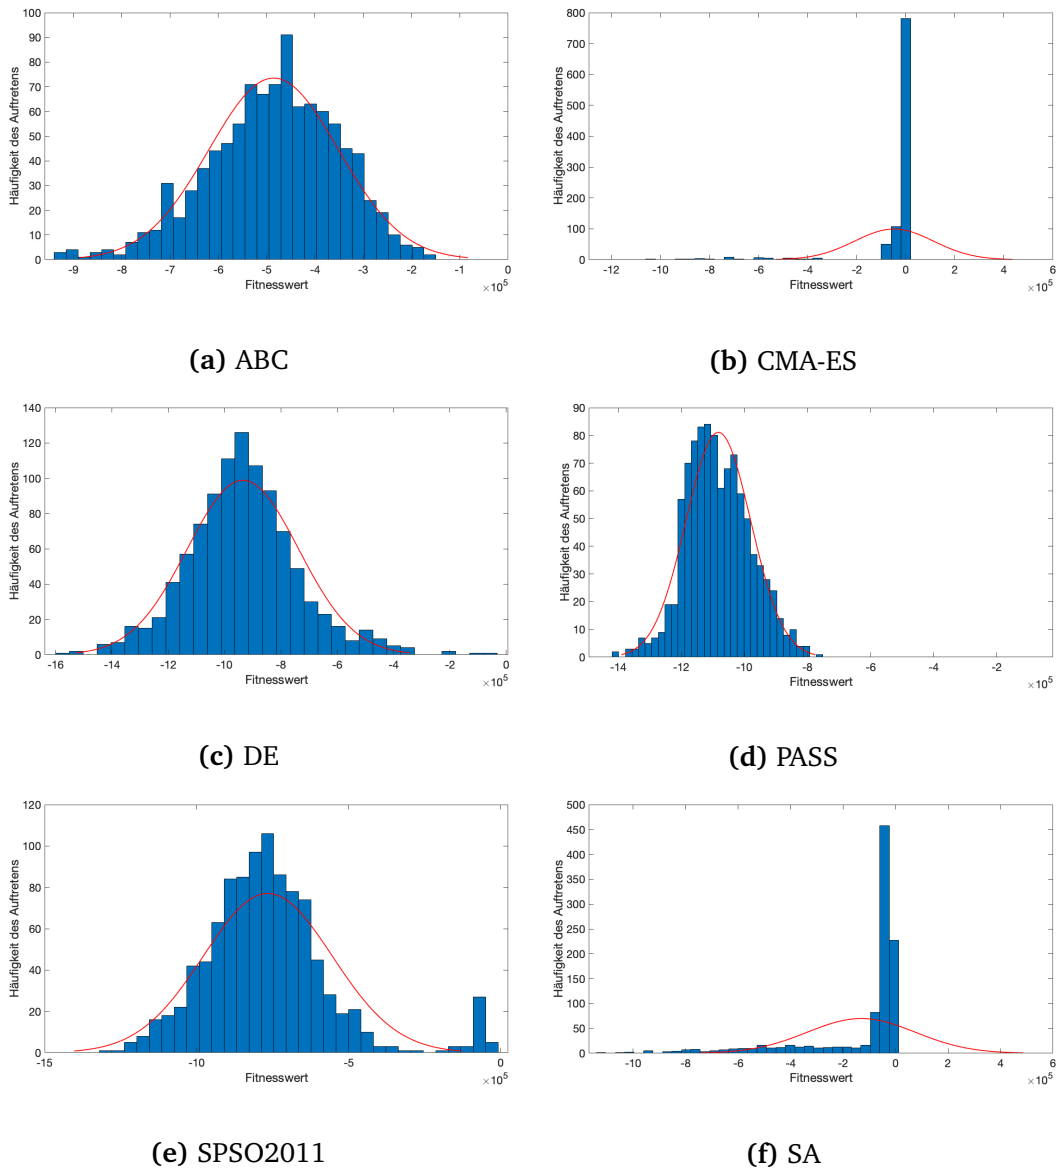 100
90
80
70
60
50
40
30
20
10
0
-9 -8 -7 -6 -5 -4 -3 -2 -1 0
×10^5
Häufigkeit des Auftretens
Fitnesswert
(a) ABC
800
700
600
500
400
300
200
100
0
-12 -10 -8 -6 -4 -2 0 2 4 6
×10^5
Häufigkeit des Auftretens
Fitnesswert
(b) CMA-ES
140
120
100
80
60
40
20
0
-16 -14 -12 -10 -8 -6 -4 -2 0
×10^5
Häufigkeit des Auftretens
Fitnesswert
(c) DE
90
80
70
60
50
40
30
20
10
0
-14 -12 -10 -8 -6 -4 -2
×10^5
Häufigkeit des Auftretens
Fitnesswert
(d) PASS
120
100
80
60
40
20
0
-15 -10 -5 0
×10^5
Häufigkeit des Auftretens
Fitnesswert
(e) SPSO2011
500
450
400
350
300
250
200
150
100
50
0
-10 -8 -6 -4 -2 0 2 4 6
×10^5
Häufigkeit des Auftretens
Fitnesswert
(f) SA